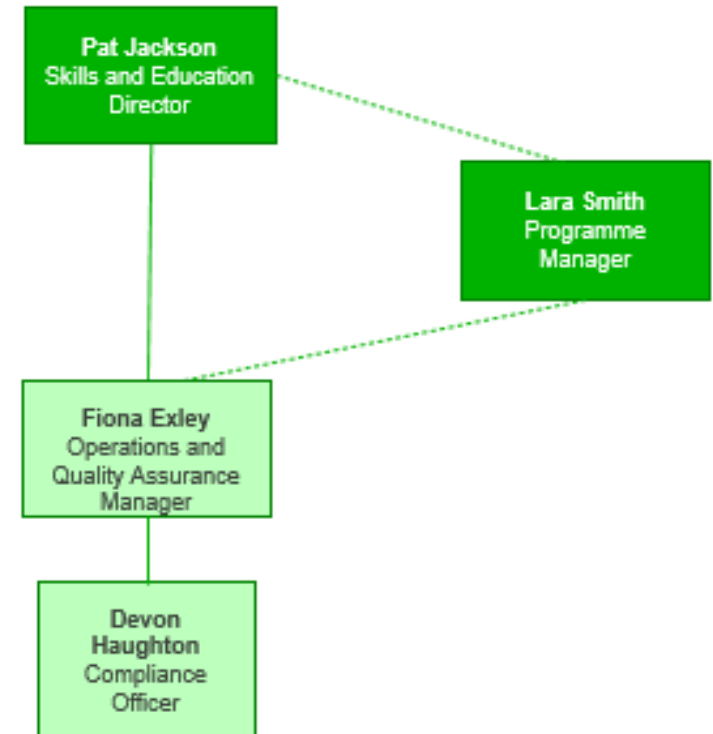 Pat Jackson
Skills and Education
Director
Lara Smith
Programme
Manager
Fiona Exley
Operations and
Quality Assurance
Manager
Devon
Haughton
Compliance
Officer